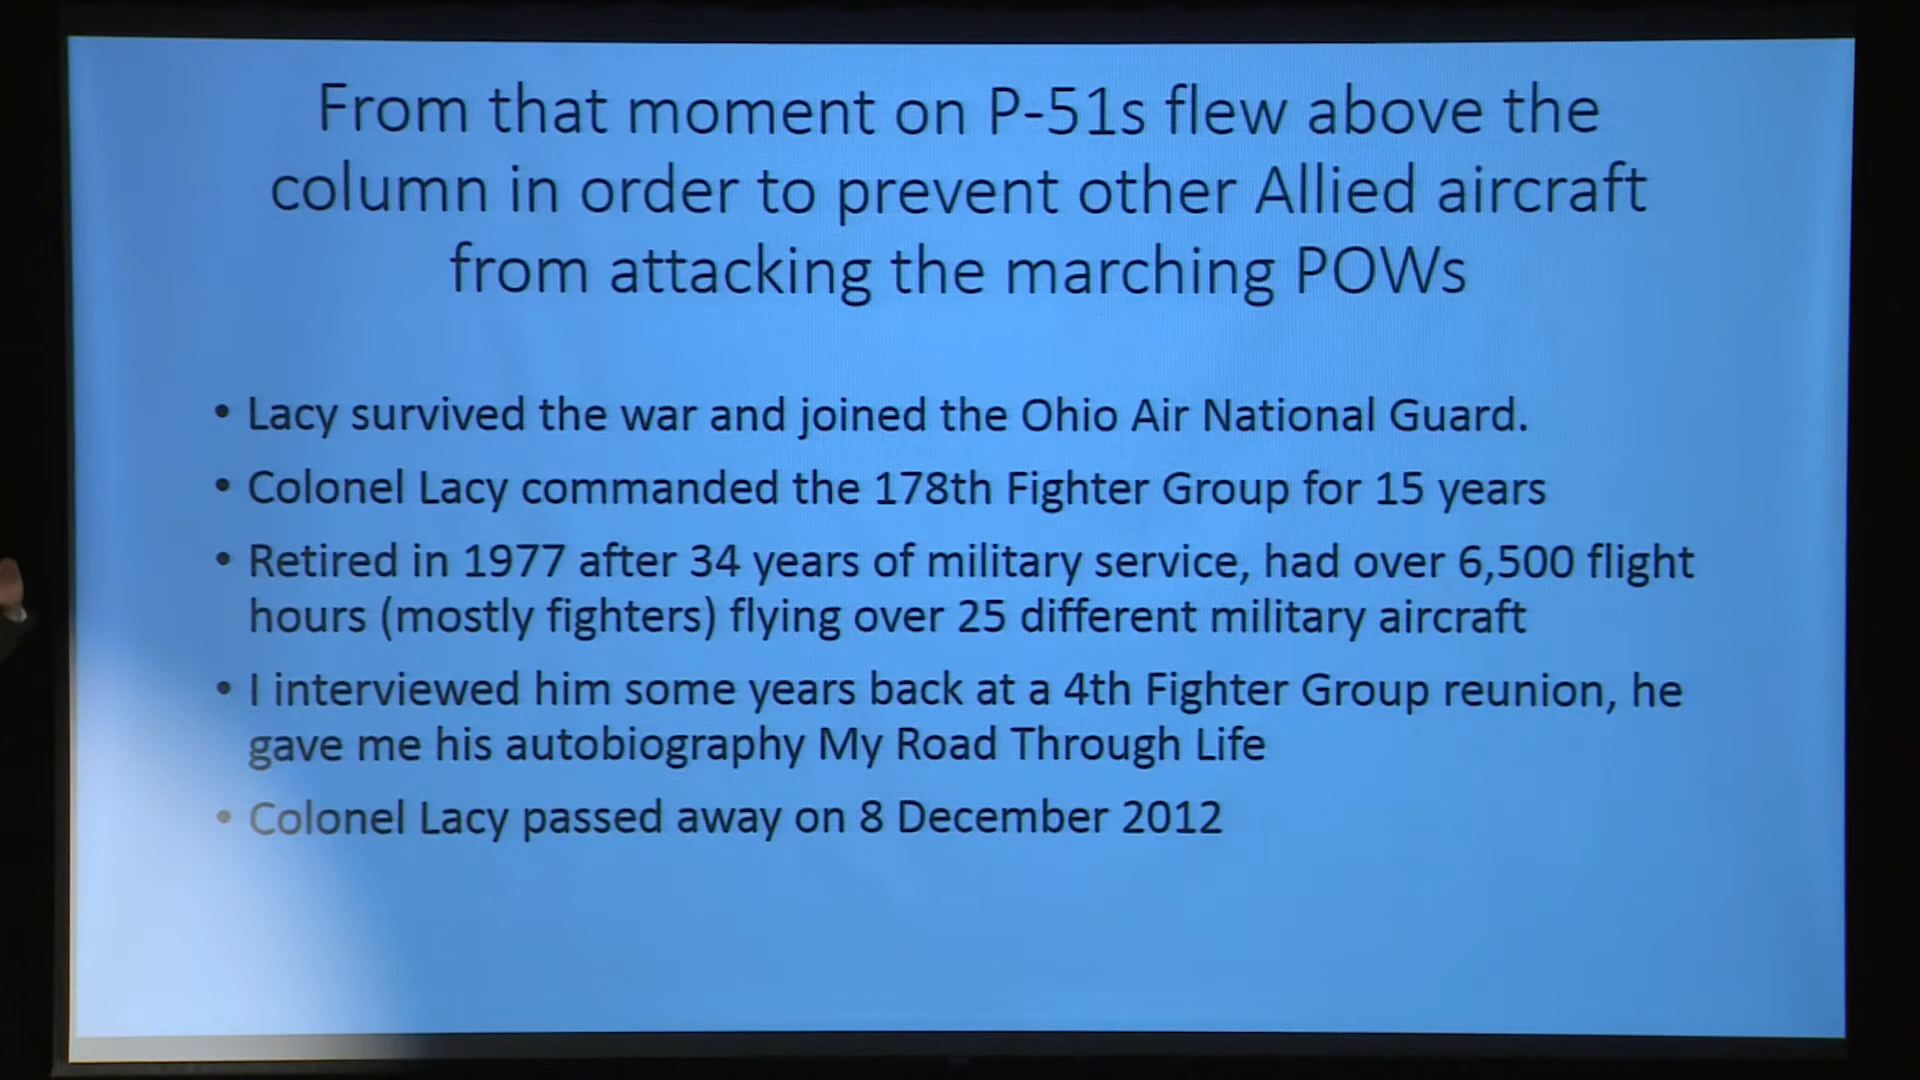 From that moment on P-51s flew above the
column in order to prevent other Allied aircraft
from attacking the marching POWs
• Lacy survived the war and joined the Ohio Air National Guard.
• Colonel Lacy commanded the 178th Fighter Group for 15 years
• Retired in 1977 after 34 years of military service, had over 6,500 flight
hours (mostly fighters) flying over 25 different military aircraft
• I interviewed him some years back at a 4th Fighter Group reunion, he
gave me his autobiography My Road Through Life
• Colonel Lacy passed away on 8 December 2012